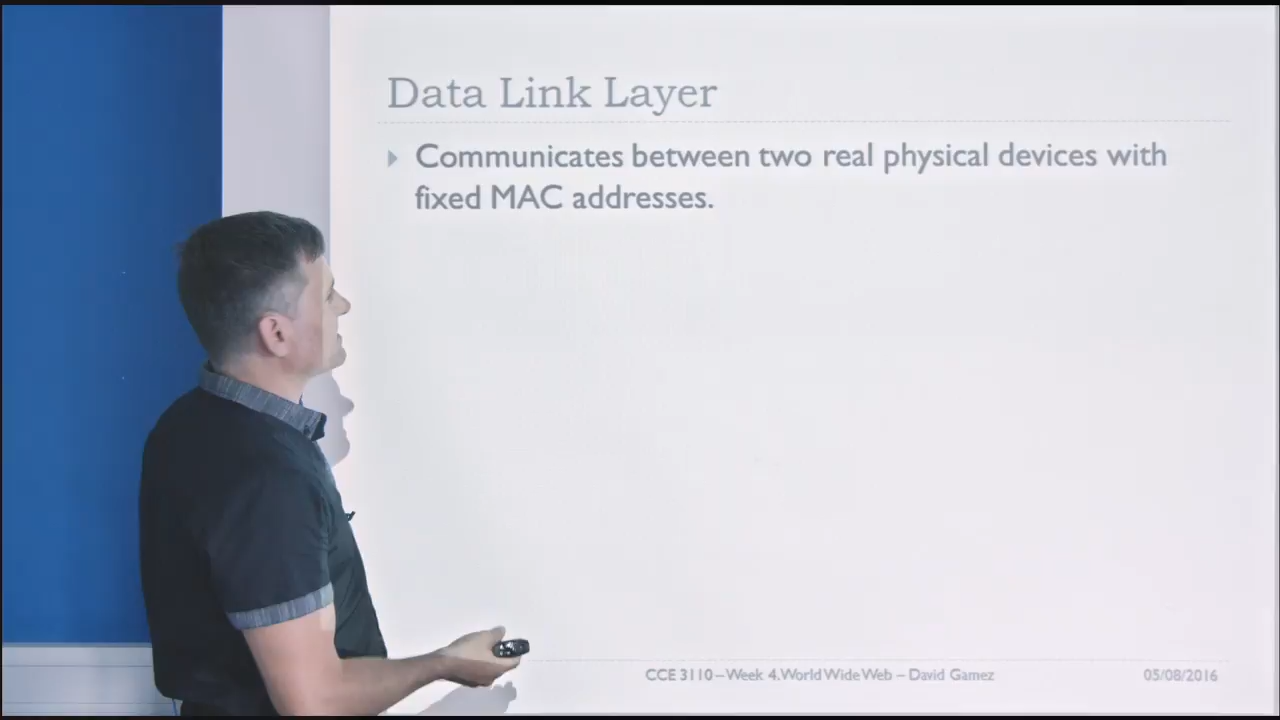 Data Link Layer
Communicates between two real physical devices with
fixed MAC addresses.
CCE 3110 – Week 4.World Wide Web – David Gamez
05/08/2016